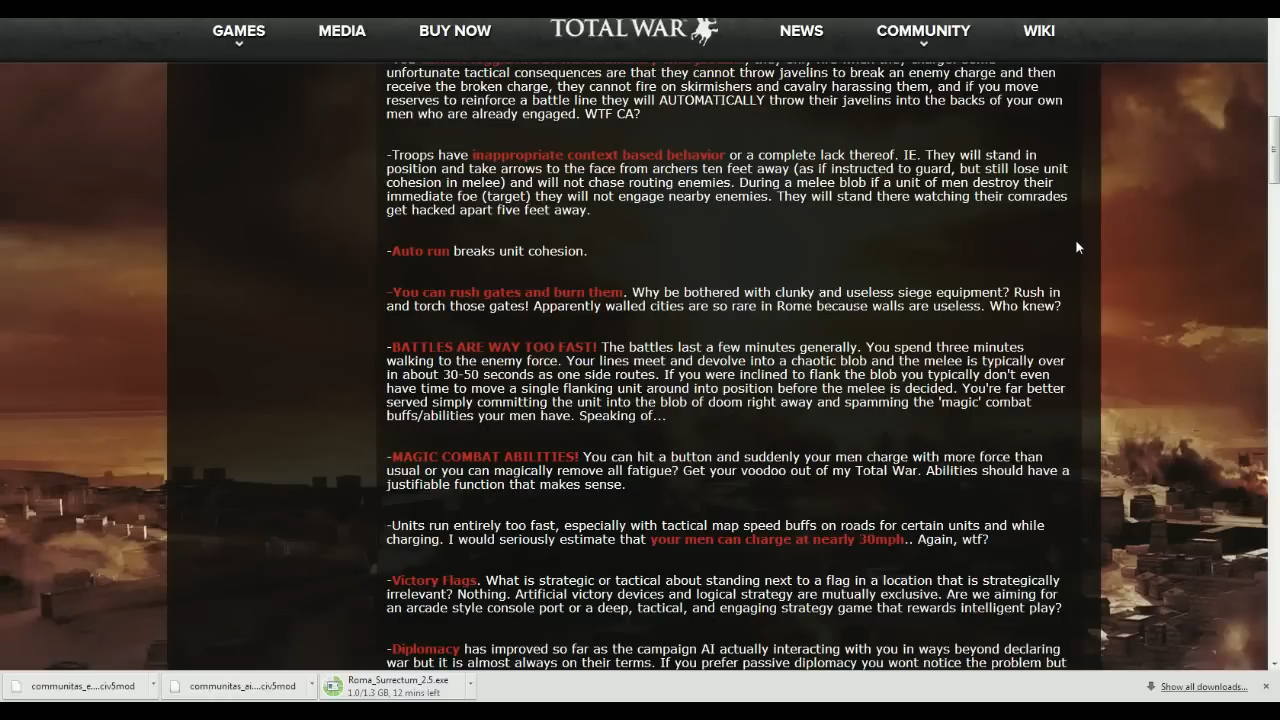 GAMES
MEDIA
BUY NOW
TOTAL WAR
NEWS
COMMUNITY
WIKI
unfortunate tactical consequences are that they cannot throw javelins to break an enemy charge and then
receive the broken charge, they cannot fire on skirmishers and cavalry harassing them, and if you move
reserves to reinforce a battle line they will AUTOMATICALLY throw their javelins into the backs of your own
men who are already engaged. WTF CA?
-Troops have inappropriate context based behavior or a complete lack thereof. IE. They will stand in
position and take arrows to the face from archers ten feet away (as if instructed to guard, but still lose unit
cohesion in melee) and will not chase routing enemies. During a melee blob if a unit of men destroy their
immediate foe (target) they will not engage nearby enemies. They will stand there watching their comrades
get hacked apart five feet away.
-Auto run breaks unit cohesion.
-You can rush gates and burn them. Why be bothered with clunky and useless siege equipment? Rush in
and torch those gates! Apparently walled cities are so rare in Rome because walls are useless. Who knew?
-BATTLES ARE WAY TOO FAST! The battles last a few minutes generally. You spend three minutes
walking to the enemy force. Your lines meet and devolve into a chaotic blob and the melee is typically over
in about 30-50 seconds as one side routes. If you were inclined to flank the blob you typically don't even
have time to move a single flanking unit around into position before the melee is decided. You're far better
served simply committing the unit into the blob of doom right away and spamming the 'magic' combat
buffs/abilities your men have. Speaking of...
-MAGIC COMBAT ABILITIES! You can hit a button and suddenly your men charge with more force than
usual or you can magically remove all fatigue? Get your voodoo out of my Total War. Abilities should have a
justifiable function that makes sense.
-Units run entirely too fast, especially with tactical map speed buffs on roads for certain units and while
charging. I would seriously estimate that your men can charge at nearly 30mph.. Again, wtf?
-Victory Flags. What is strategic or tactical about standing next to a flag in a location that is strategically
irrelevant? Nothing. Artificial victory devices and logical strategy are mutually exclusive. Are we aiming for
an arcade style console port or a deep, tactical, and engaging strategy game that rewards intelligent play?
-Diplomacy has improved so far as the campaign AI actually interacting with you in ways beyond declaring
war but it is almost always on their terms. If you prefer passive diplomacy you wont notice the problem but
communitas_e....civ5mod
communitas_ai....civ5mod
Roma_Surrectum_2.5.exe
1.0/1.3 GB, 12 mins left
Show all downloads...